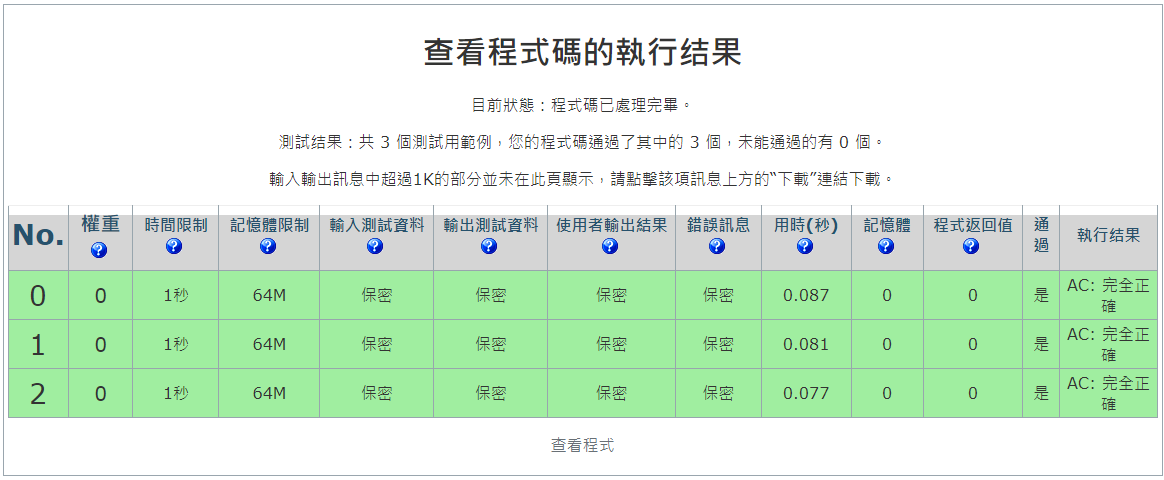 查看程式碼的執行结果
目前狀態：程式碼已處理完畢。
測試结果：共 3 個測試用範例，您的程式碼通過了其中的 3 個，未能通過的有 0 個。
輸入輸出訊息中超過1K的部分並未在此頁顯示，請點擊該項訊息上方的“下載”連結下載。
No. 權重 ? 時間限制 ? 記憶體限制 ? 輸入測試資料 ? 輸出測試資料 ? 使用者輸出結果 ? 錯誤訊息 ? 用時(秒) ? 記憶體 ? 程式返回值 ? 通過 執行结果
0 0 1秒 64M 保密 保密 保密 保密 0.087 0 0 是 AC: 完全正確
1 0 1秒 64M 保密 保密 保密 保密 0.081 0 0 是 AC: 完全正確
2 0 1秒 64M 保密 保密 保密 保密 0.077 0 0 是 AC: 完全正確
查看程式